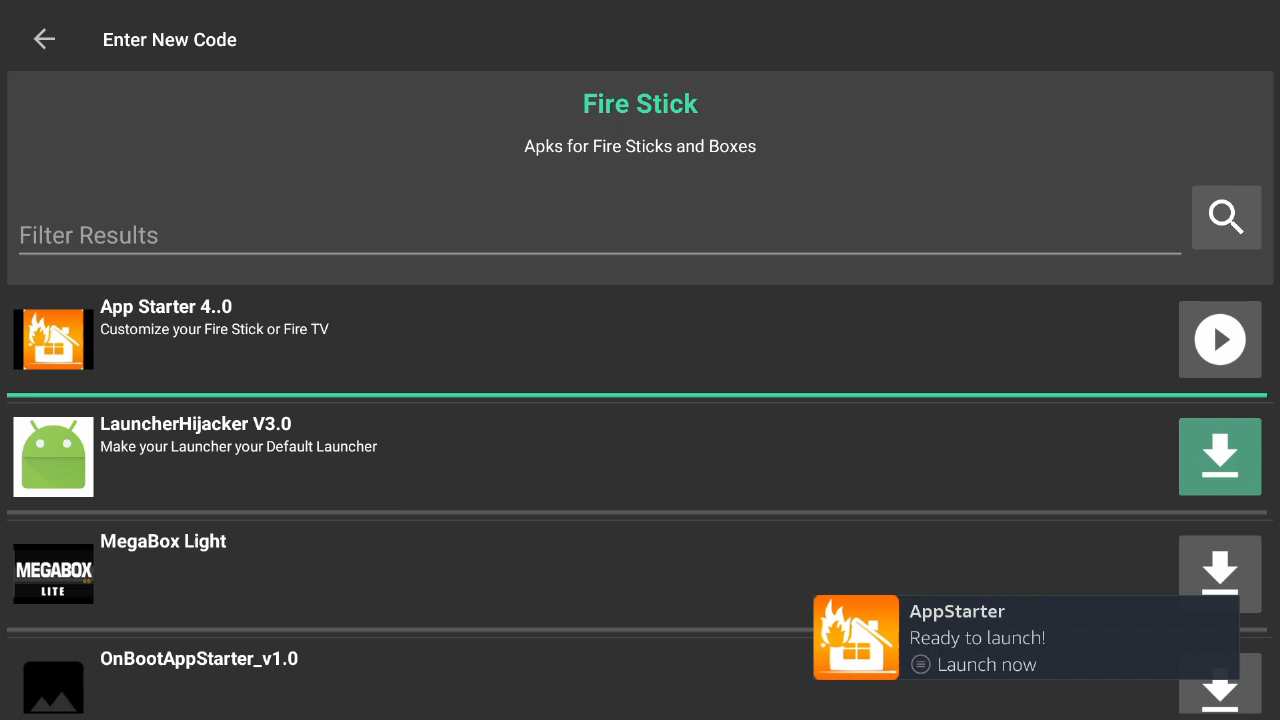 Enter New Code
Fire Stick
Apks for Fire Sticks and Boxes
Filter Results
App Starter 4..0
Customize your Fire Stick or Fire TV
LauncherHijacker V3.0
Make your Launcher your Default Launcher
MegaBox Light
MEGABOX
LITE
OnBootAppStarter_v1.0
AppStarter
Ready to launch!
Launch now